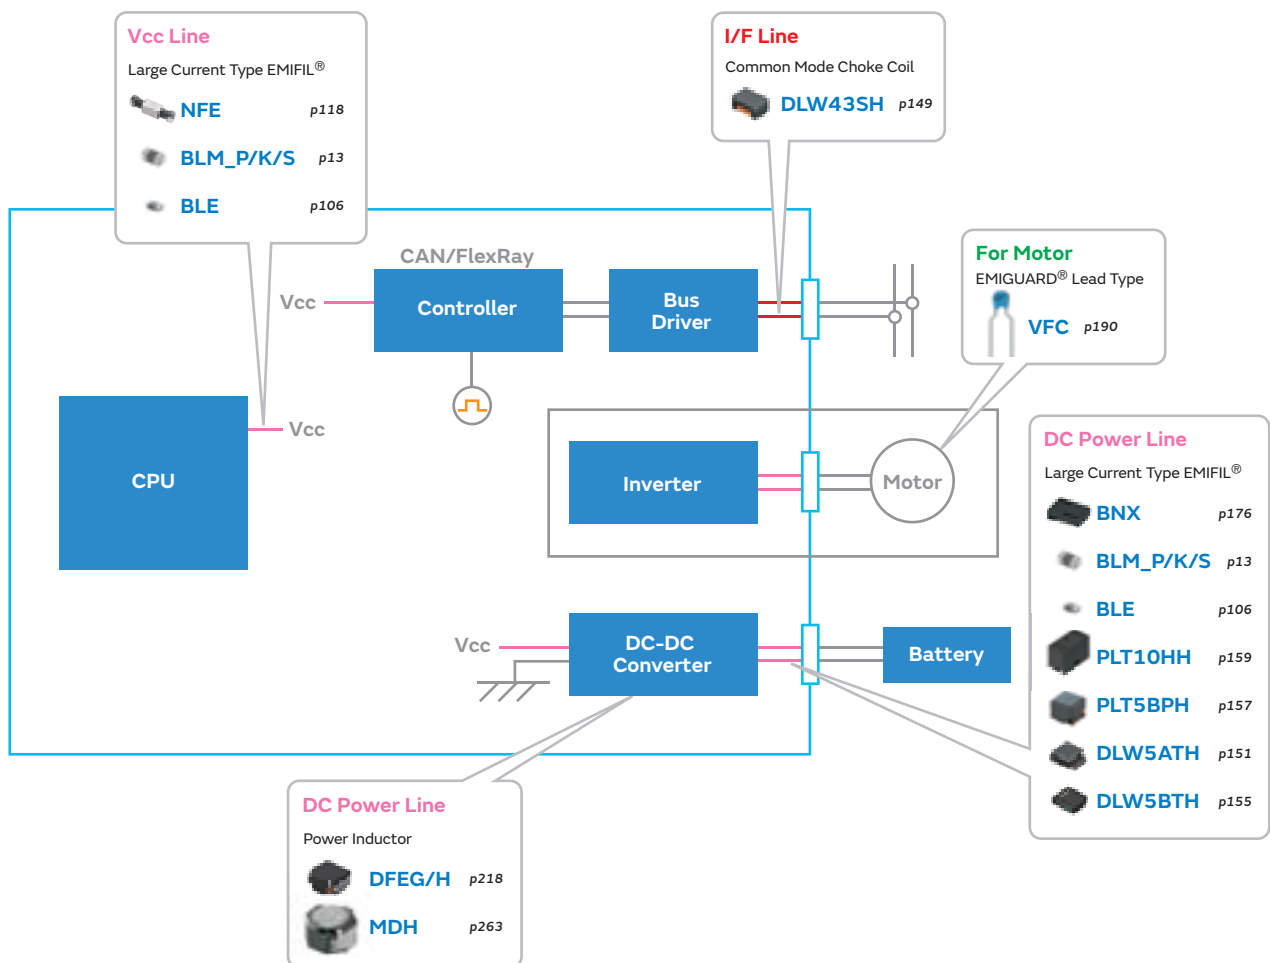 Vcc Line
Large Current Type EMIFIL®
NFE p118
BLM_P/K/S p13
BLE p106
I/F Line
Common Mode Choke Coil
DLW43SH p149
CAN/FlexRay
Vcc
Controller
Bus
Driver
For Motor
EMIGUARD® Lead Type
VFC p190
CPU
Vcc
Inverter
Motor
DC Power Line
Large Current Type EMIFIL®
BNX p176
BLM_P/K/S p13
BLE p106
PLT10HH p159
PLT5BPH p157
DLW5ATH p151
DLW5BTH p155
Vcc
DC-DC
Converter
Battery
DC Power Line
Power Inductor
DFEG/H p218
MDH p263